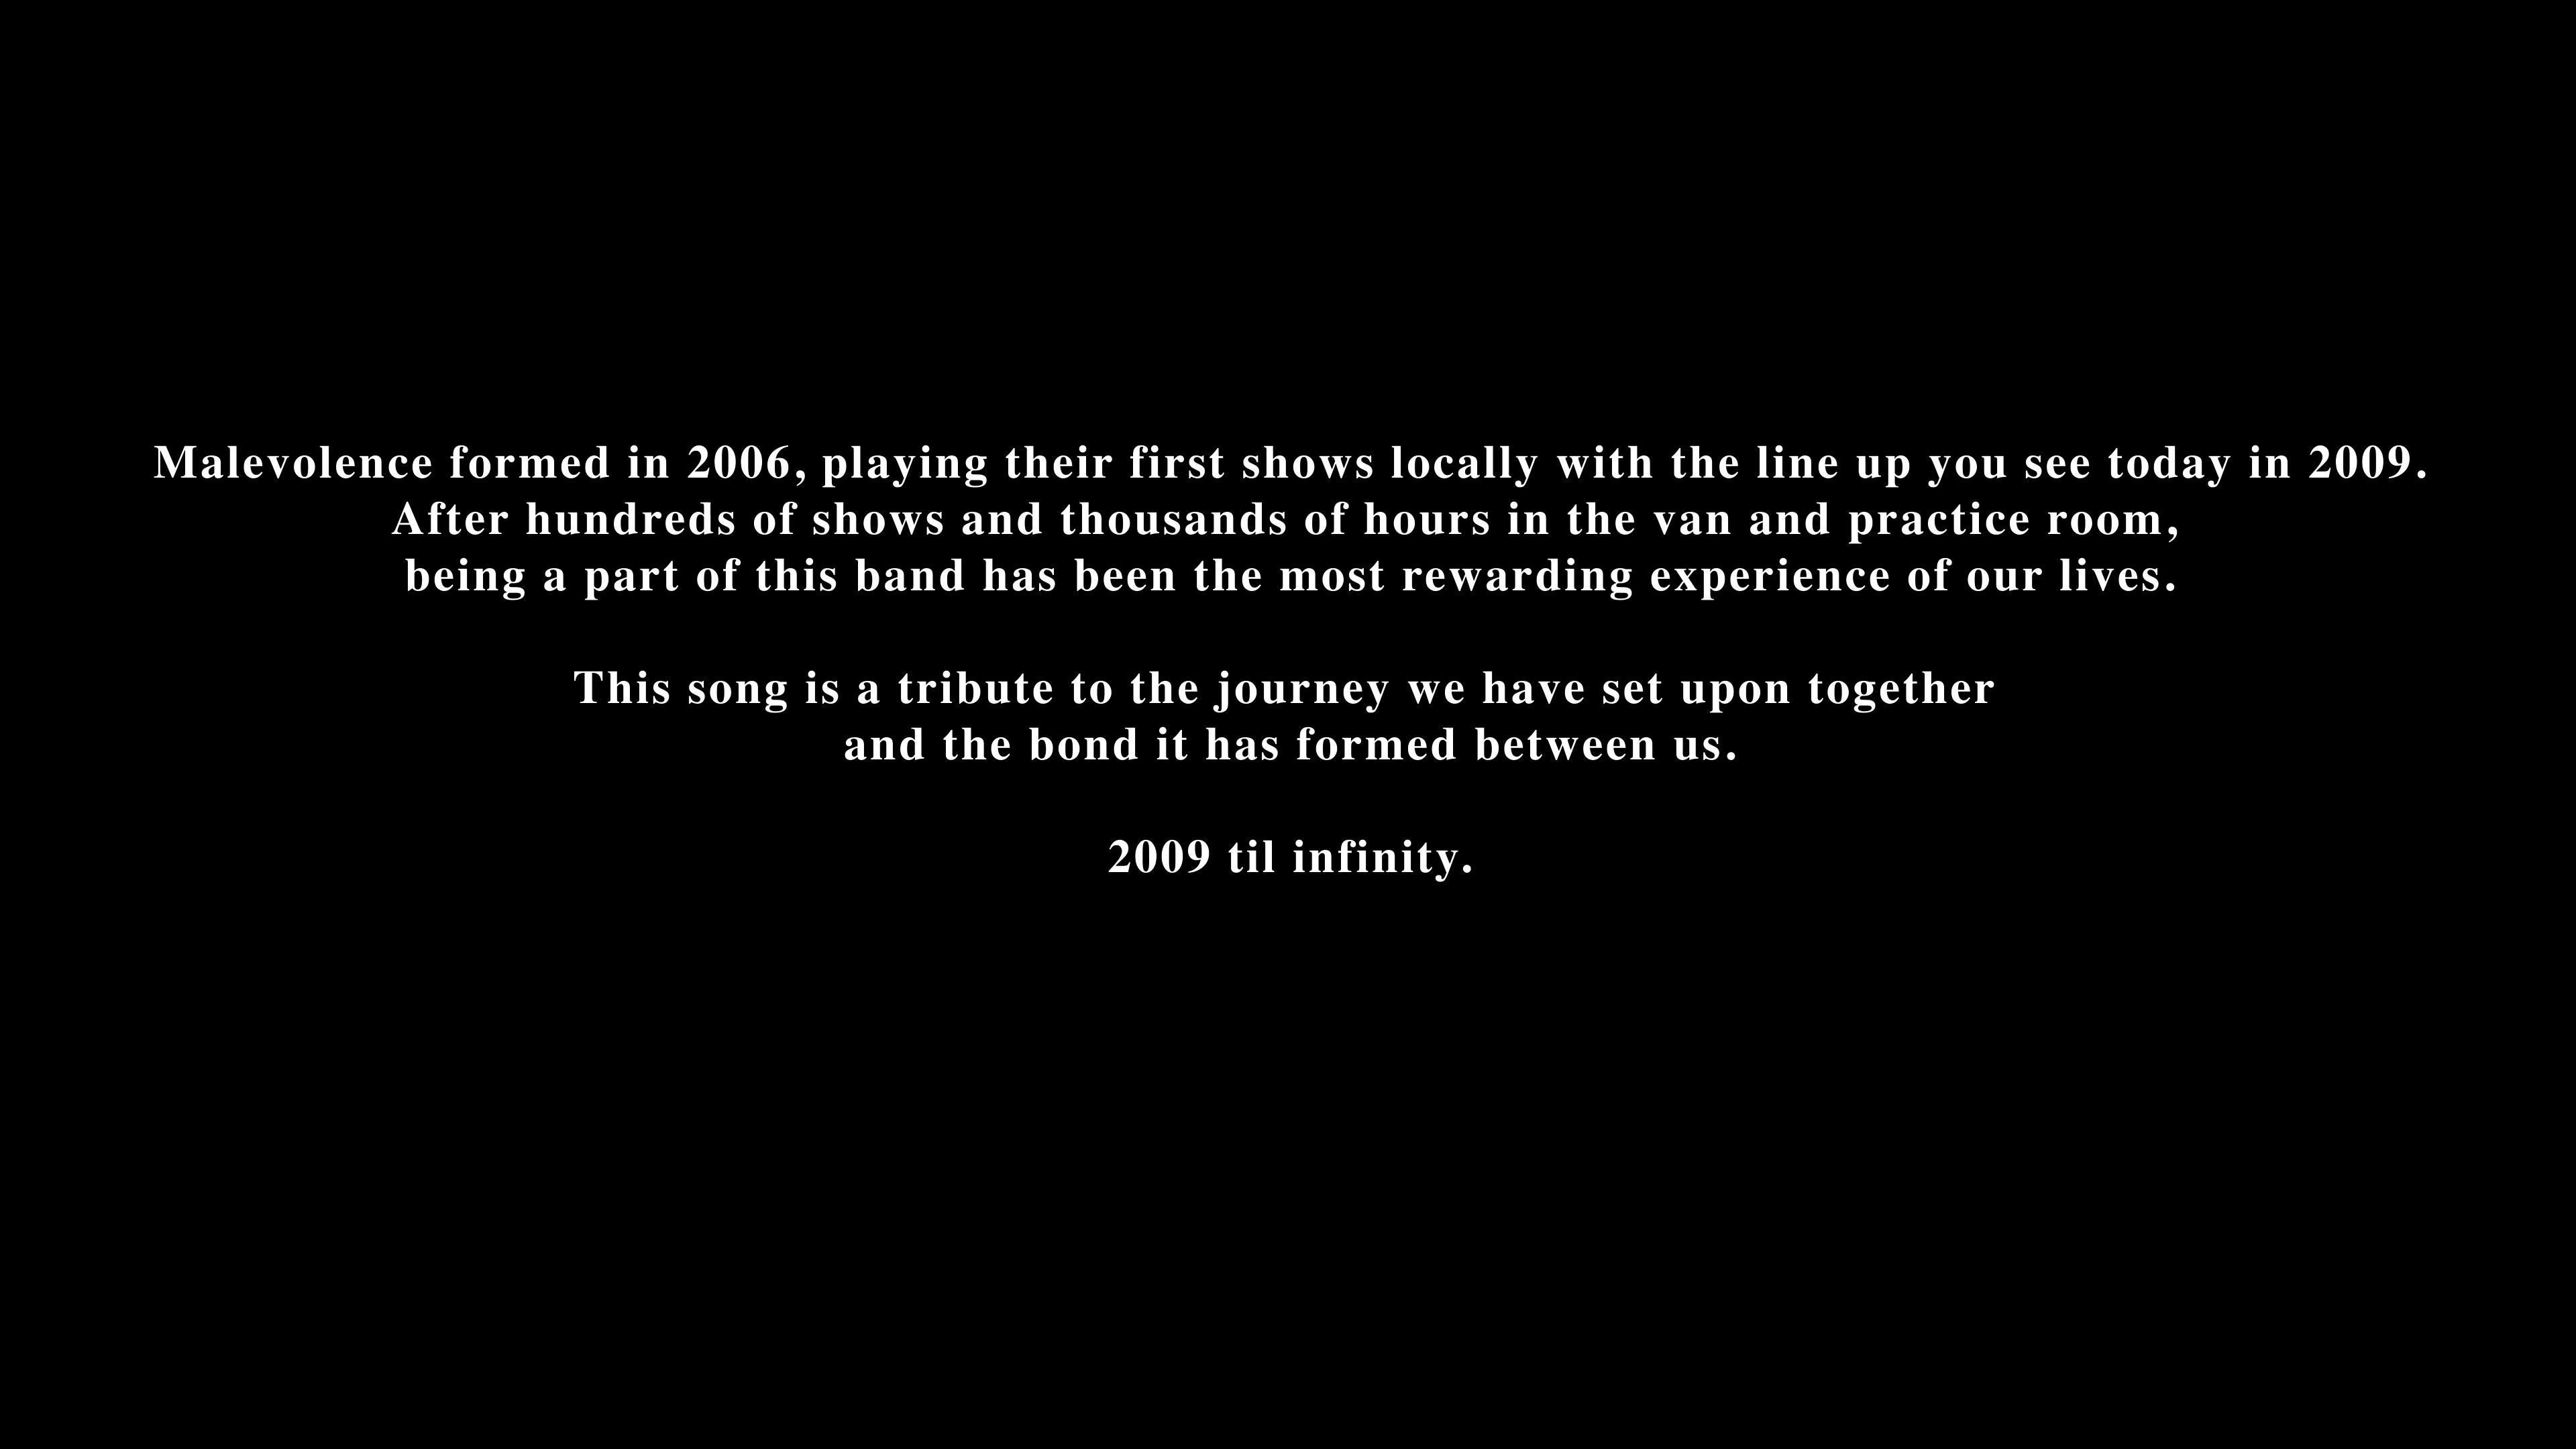 Malevolence formed in 2006, playing their first shows locally with the line up you see today in 2009.
After hundreds of shows and thousands of hours in the van and practice room,
being a part of this band has been the most rewarding experience of our lives.
This song is a tribute to the journey we have set upon together
and the bond it has formed between us.
2009 til infinity.